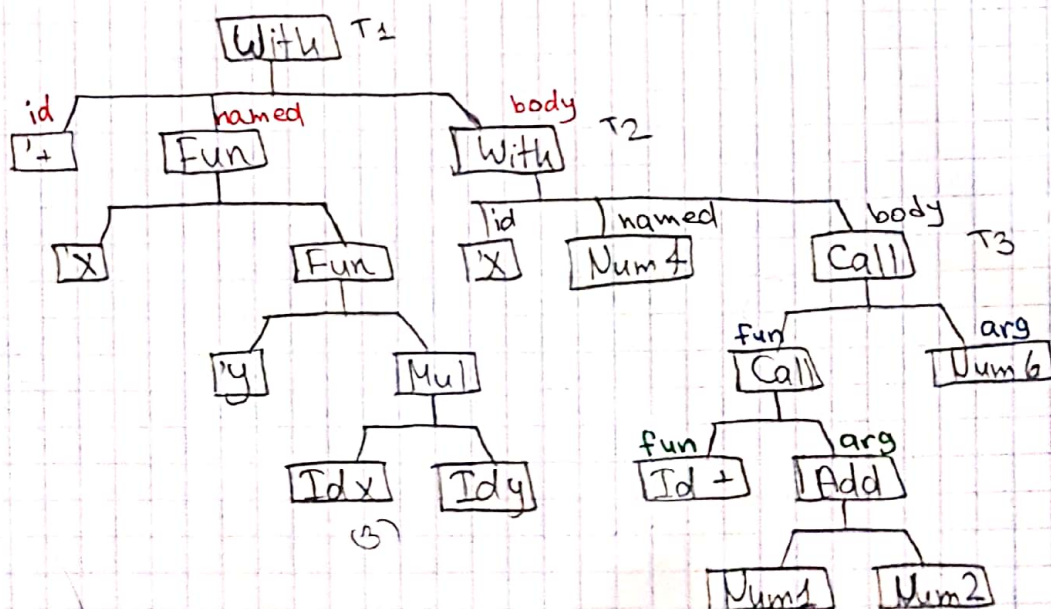 With T1
id named body
'+ Fun With T2
id named body
'x Fun 'x Num 4 Call T3
fun arg
'y Mul Call Num 6
fun arg
Id x Id y Id + Add
(3)
Num 1 Num 2